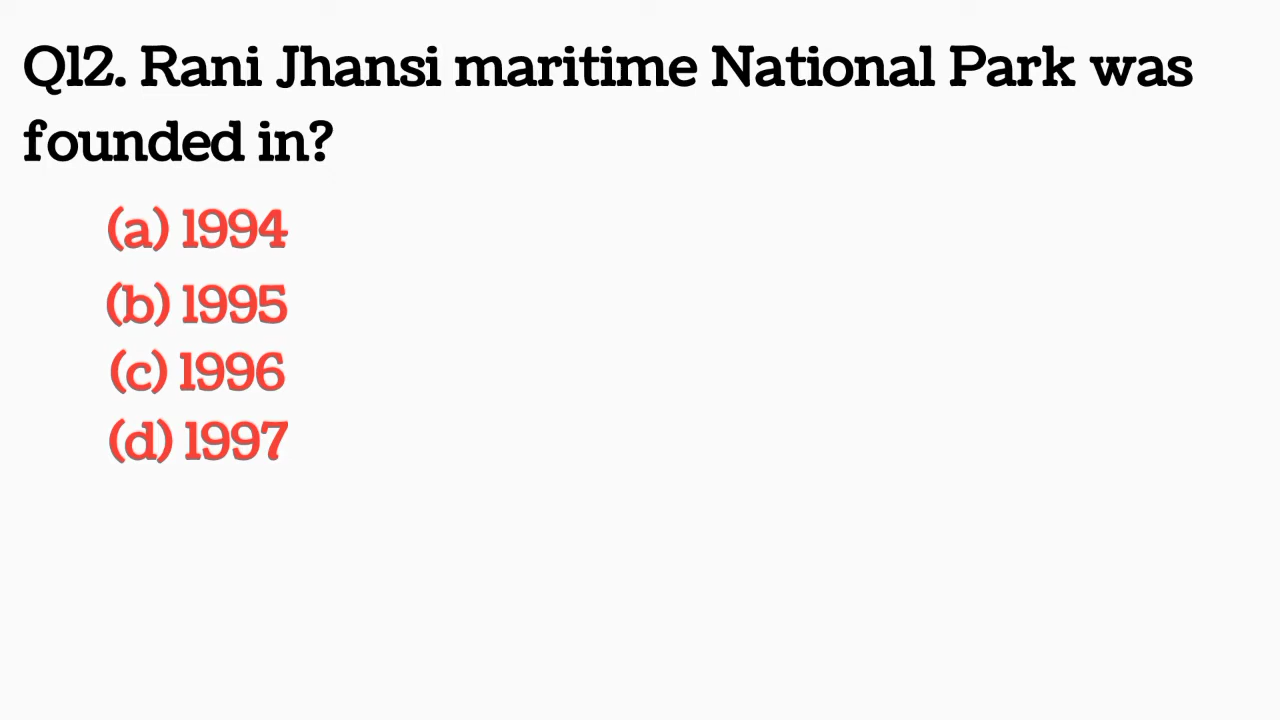 Q12. Rani Jhansi maritime National Park was
founded in?
(a) 1994
(b) 1995
(c) 1996
(d) 1997